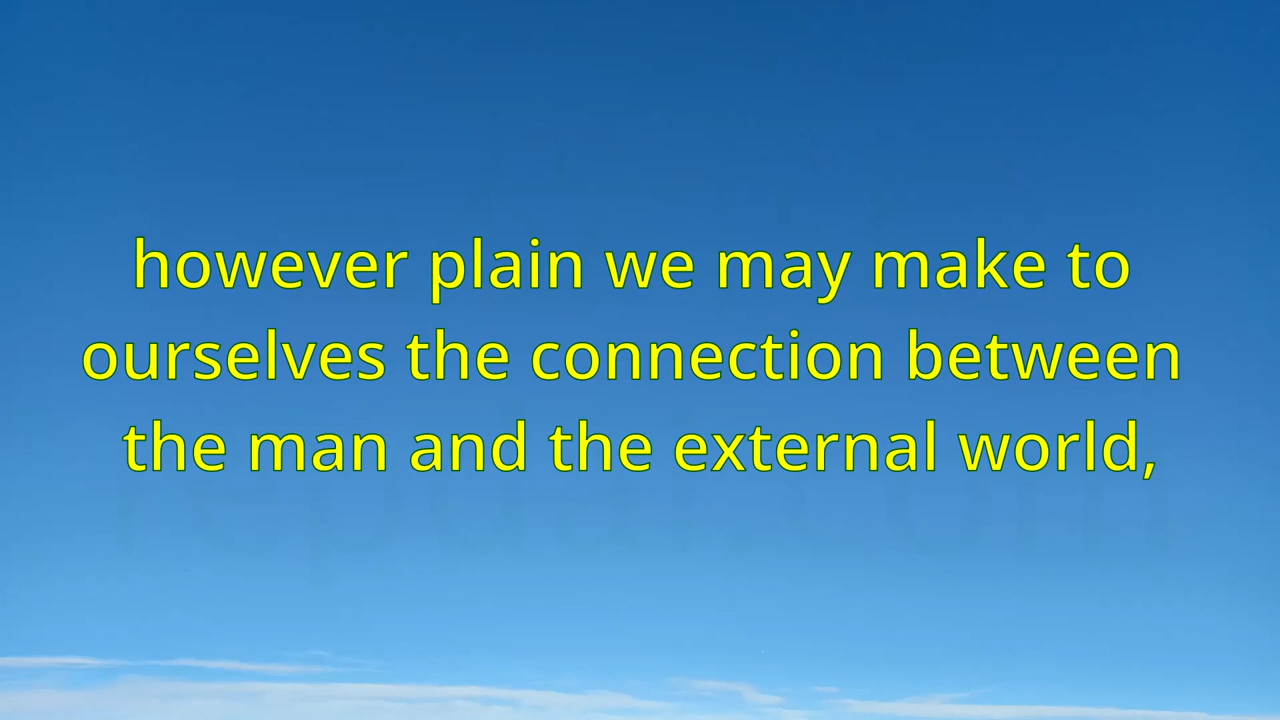 however plain we may make to
ourselves the connection between
the man and the external world,